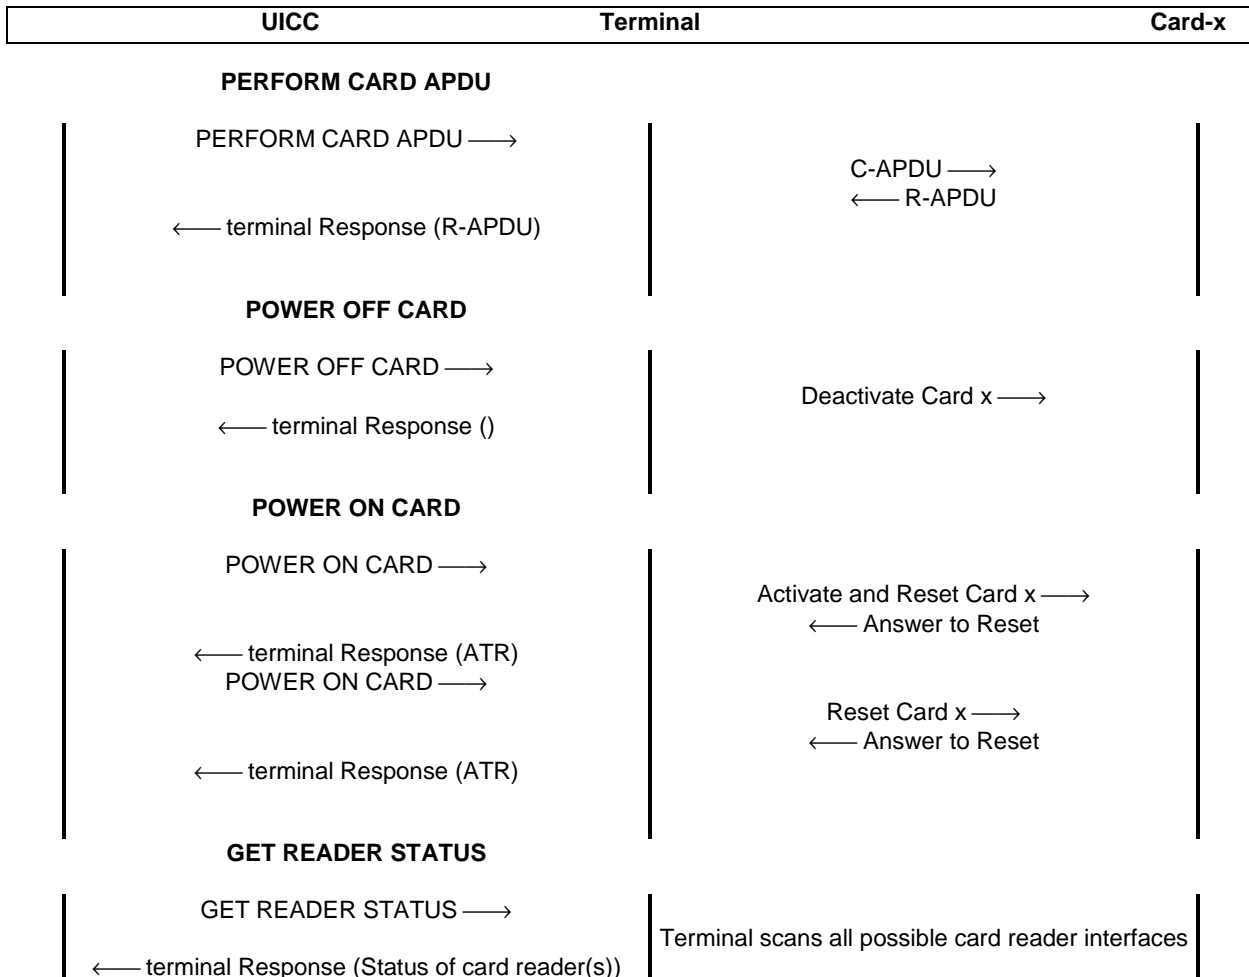 UICC Terminal Card-x
PERFORM CARD APDU
PERFORM CARD APDU ⟶
C-APDU ⟶
⟵ R-APDU
⟵ terminal Response (R-APDU)
POWER OFF CARD
POWER OFF CARD ⟶
Deactivate Card x ⟶
⟵ terminal Response ()
POWER ON CARD
POWER ON CARD ⟶
Activate and Reset Card x ⟶
⟵ Answer to Reset
⟵ terminal Response (ATR)
POWER ON CARD ⟶
Reset Card x ⟶
⟵ Answer to Reset
⟵ terminal Response (ATR)
GET READER STATUS
GET READER STATUS ⟶
Terminal scans all possible card reader interfaces
⟵ terminal Response (Status of card reader(s))